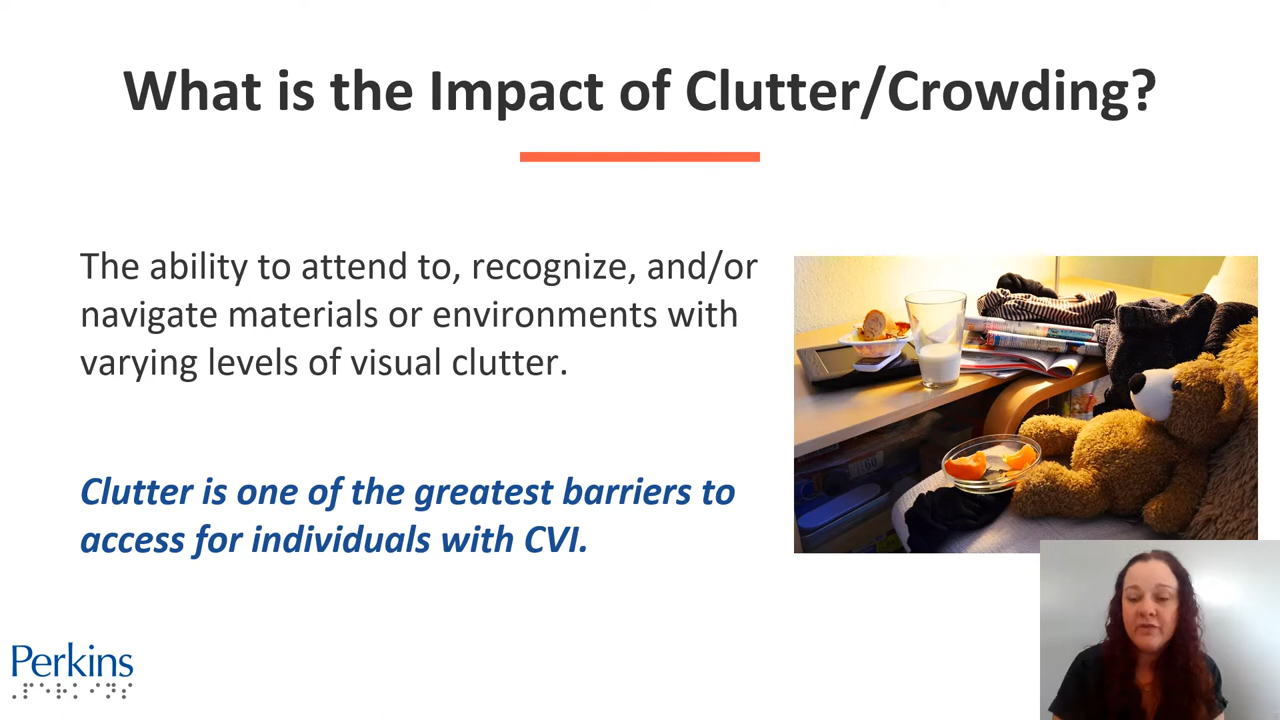 What is the Impact of Clutter/Crowding?
The ability to attend to, recognize, and/or
navigate materials or environments with
varying levels of visual clutter.
Clutter is one of the greatest barriers to
access for individuals with CVI.
Perkins
⠠⠏⠑⠗⠅⠊⠝⠎